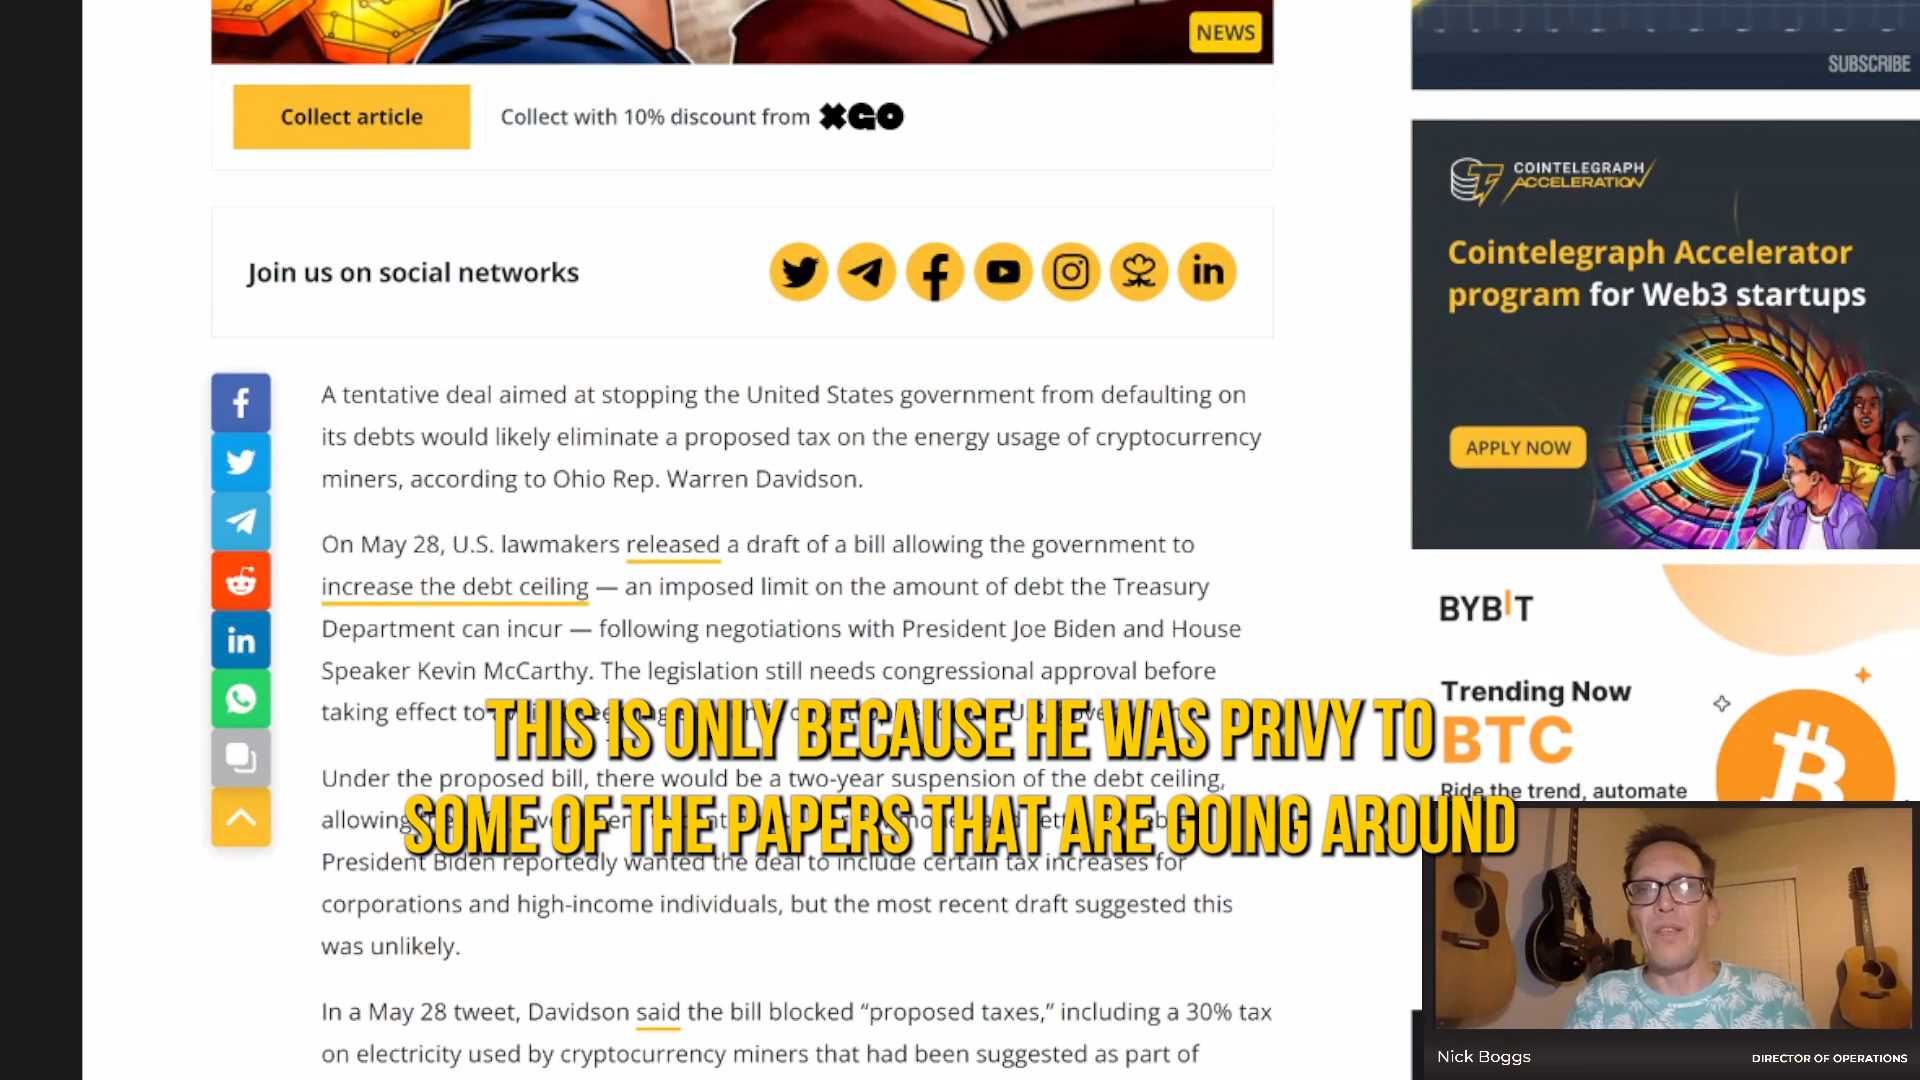 NEWS
SUBSCRIBE
Collect article
Collect with 10% discount from XGO
COINTELEGRAPH
ACCELERATION
Join us on social networks
Cointelegraph Accelerator
program for Web3 startups
APPLY NOW
A tentative deal aimed at stopping the United States government from defaulting on
its debts would likely eliminate a proposed tax on the energy usage of cryptocurrency
miners, according to Ohio Rep. Warren Davidson.
On May 28, U.S. lawmakers released a draft of a bill allowing the government to
increase the debt ceiling — an imposed limit on the amount of debt the Treasury
Department can incur — following negotiations with President Joe Biden and House
Speaker Kevin McCarthy. The legislation still needs congressional approval before
taking effect to
THIS IS ONLY BECAUSE HE WAS PRIVY TO
Under the proposed bill, there would be a two-year suspension of the debt ceiling,
allowing
SOME OF THE PAPERS THAT ARE GOING AROUND
President Biden reportedly wanted the deal to include certain tax increases for
corporations and high-income individuals, but the most recent draft suggested this
was unlikely.
In a May 28 tweet, Davidson said the bill blocked “proposed taxes,” including a 30% tax
on electricity used by cryptocurrency miners that had been suggested as part of
BYBIT
Trending Now
BTC
Ride the trend, automate
Nick Boggs
DIRECTOR OF OPERATIONS